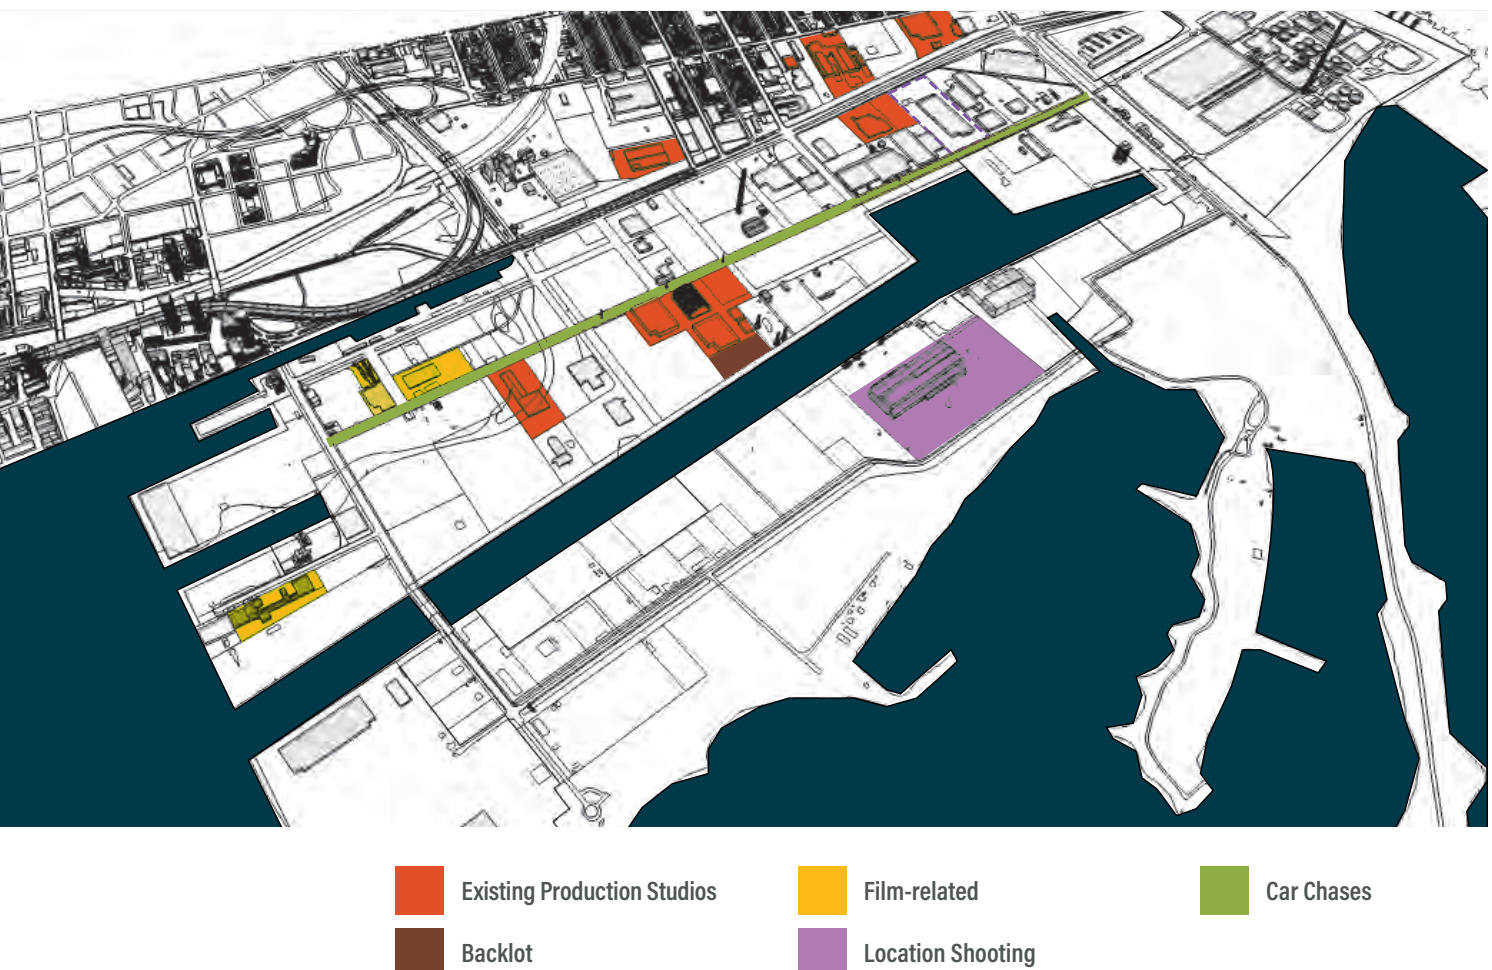 Existing Production Studios
Film-related
Car Chases
Backlot
Location Shooting